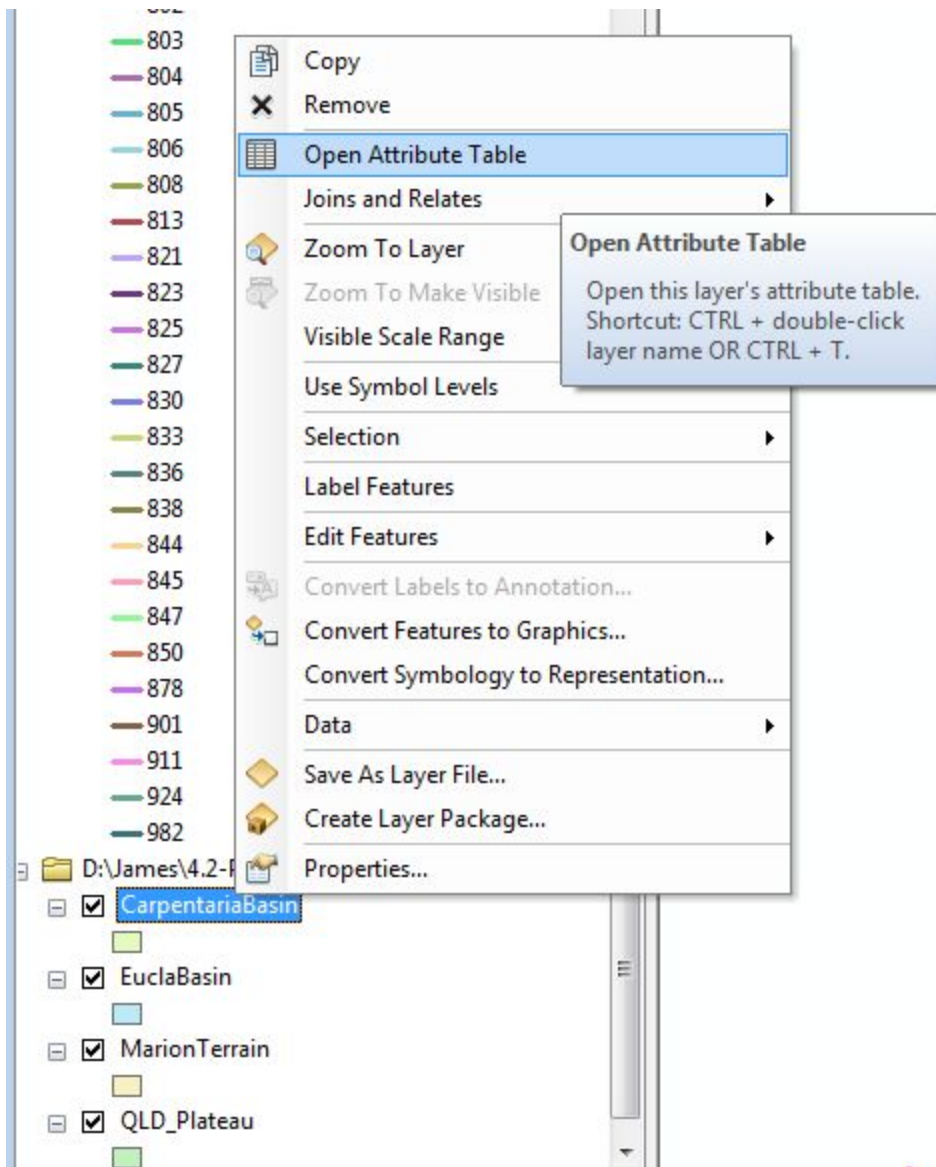 803
804
805
806
808
813
821
823
825
827
830
833
836
838
844
845
847
850
878
901
911
924
982
D:\James\4.2-
CarpentariaBasin
EuclaBasin
MarionTerrain
QLD_Plateau
Copy
Remove
Open Attribute Table
Joins and Relates
Zoom To Layer
Zoom To Make Visible
Visible Scale Range
Use Symbol Levels
Selection
Label Features
Edit Features
Convert Labels to Annotation...
Convert Features to Graphics...
Convert Symbology to Representation...
Data
Save As Layer File...
Create Layer Package...
Properties...
Open Attribute Table
Open this layer's attribute table.
Shortcut: CTRL + double-click
layer name OR CTRL + T.